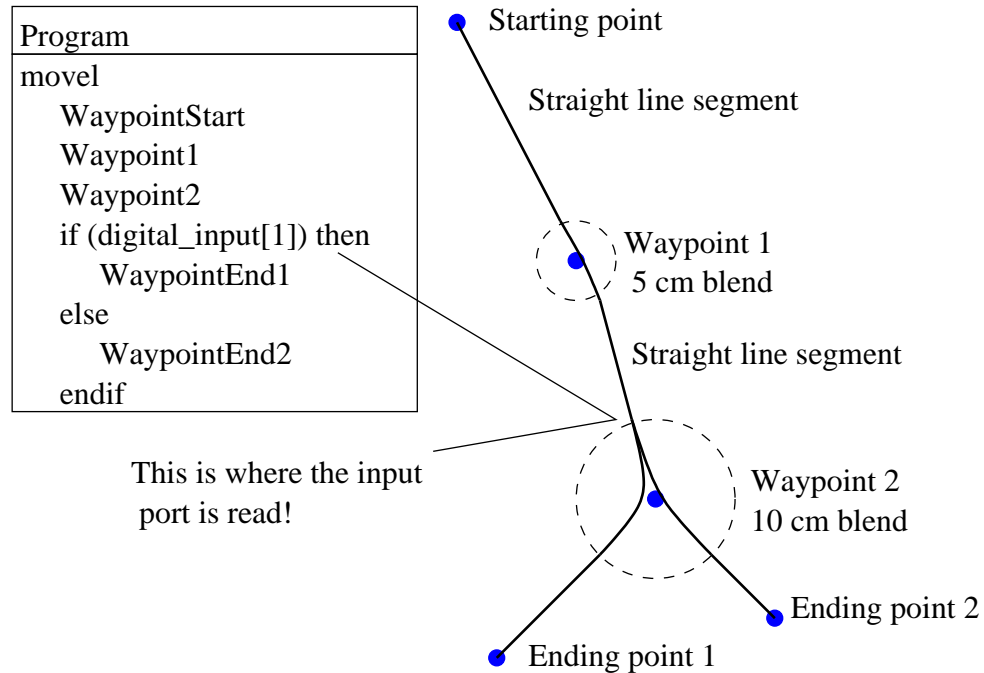 Program
movel
WaypointStart
Waypoint1
Waypoint2
if (digital_input[1]) then
WaypointEnd1
else
WaypointEnd2
endif
This is where the input
port is read!
Starting point
Straight line segment
Waypoint 1
5 cm blend
Straight line segment
Waypoint 2
10 cm blend
Ending point 2
Ending point 1